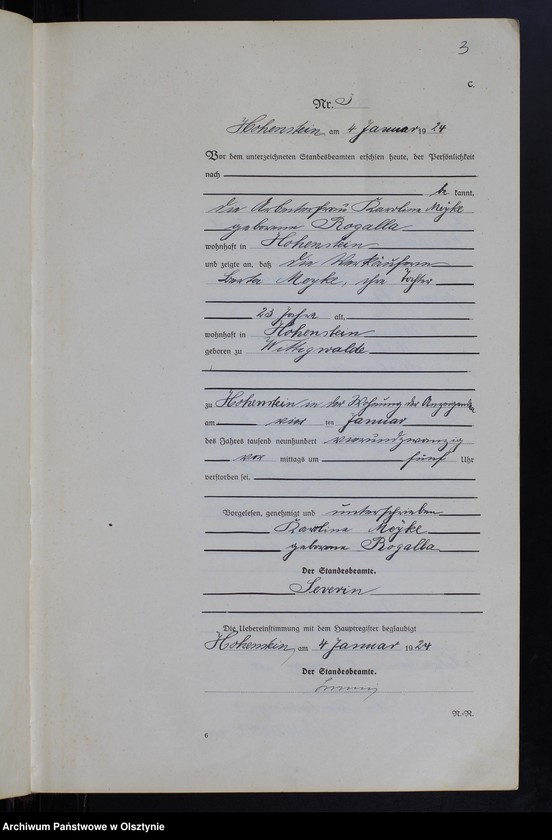 3
C.
Nr. 3
Hohenstein, am 4 Januar 1924
Vor dem unterzeichneten Standesbeamten erschien heute, der Persönlichkeit
nach
be kannt,
die Arbeiterfrau Karoline Meyke
geborene Rogalla
wohnhaft in Hohenstein
und zeigte an, daß die Verkäuferin
Berta Meyke, ihre Tochter
23 Jahre alt,
wohnhaft in Hohenstein
geboren zu Wittigwalde
zu Hohenstein in der Wohnung der Anzeigenden
am vier ten Januar
des Jahres tausend neunhundert vierundzwanzig
vor mittags um fünf Uhr
verstorben sei.
Vorgelesen, genehmigt und unterschrieben
Karoline Meyke
geborene Rogalla
Der Standesbeamte.
Severin
Die Uebereinstimmung mit dem Hauptregister beglaubigt
Hohenstein, am 4 Januar 1924
Der Standesbeamte.
N.-R.
6
Archiwum Państwowe w Olsztynie